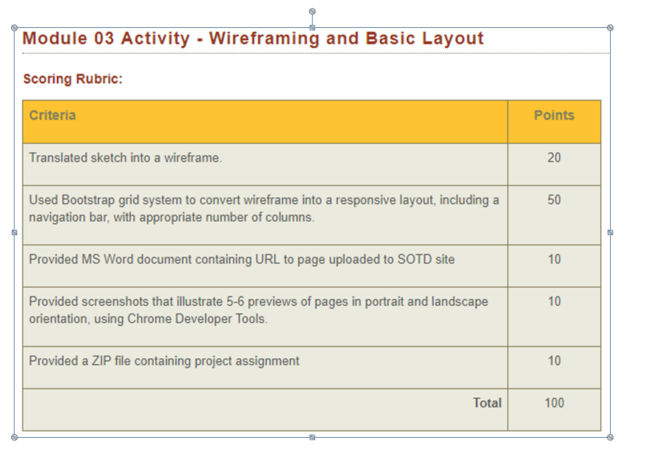 Module 03 Activity - Wireframing and Basic Layout
Scoring Rubric:
Criteria Points
Translated sketch into a wireframe. 20
Used Bootstrap grid system to convert wireframe into a responsive layout, including a 50
navigation bar, with appropriate number of columns.
Provided MS Word document containing URL to page uploaded to SOTD site 10
Provided screenshots that illustrate 5-6 previews of pages in portrait and landscape 10
orientation, using Chrome Developer Tools.
Provided a ZIP file containing project assignment 10
Total 100